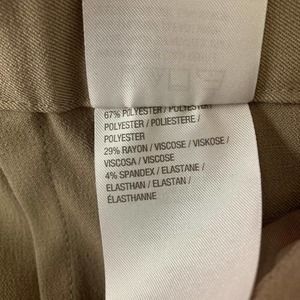 67% POLYESTER / POLYESTER /
POLYESTER / POLIESTERE /
POLYESTER
29% RAYON / VISCOSE / VISKOSE /
VISCOSA / VISCOSE
4% SPANDEX / ELASTANE /
ELASTHAN / ELASTAN /
ÉLASTHANNE